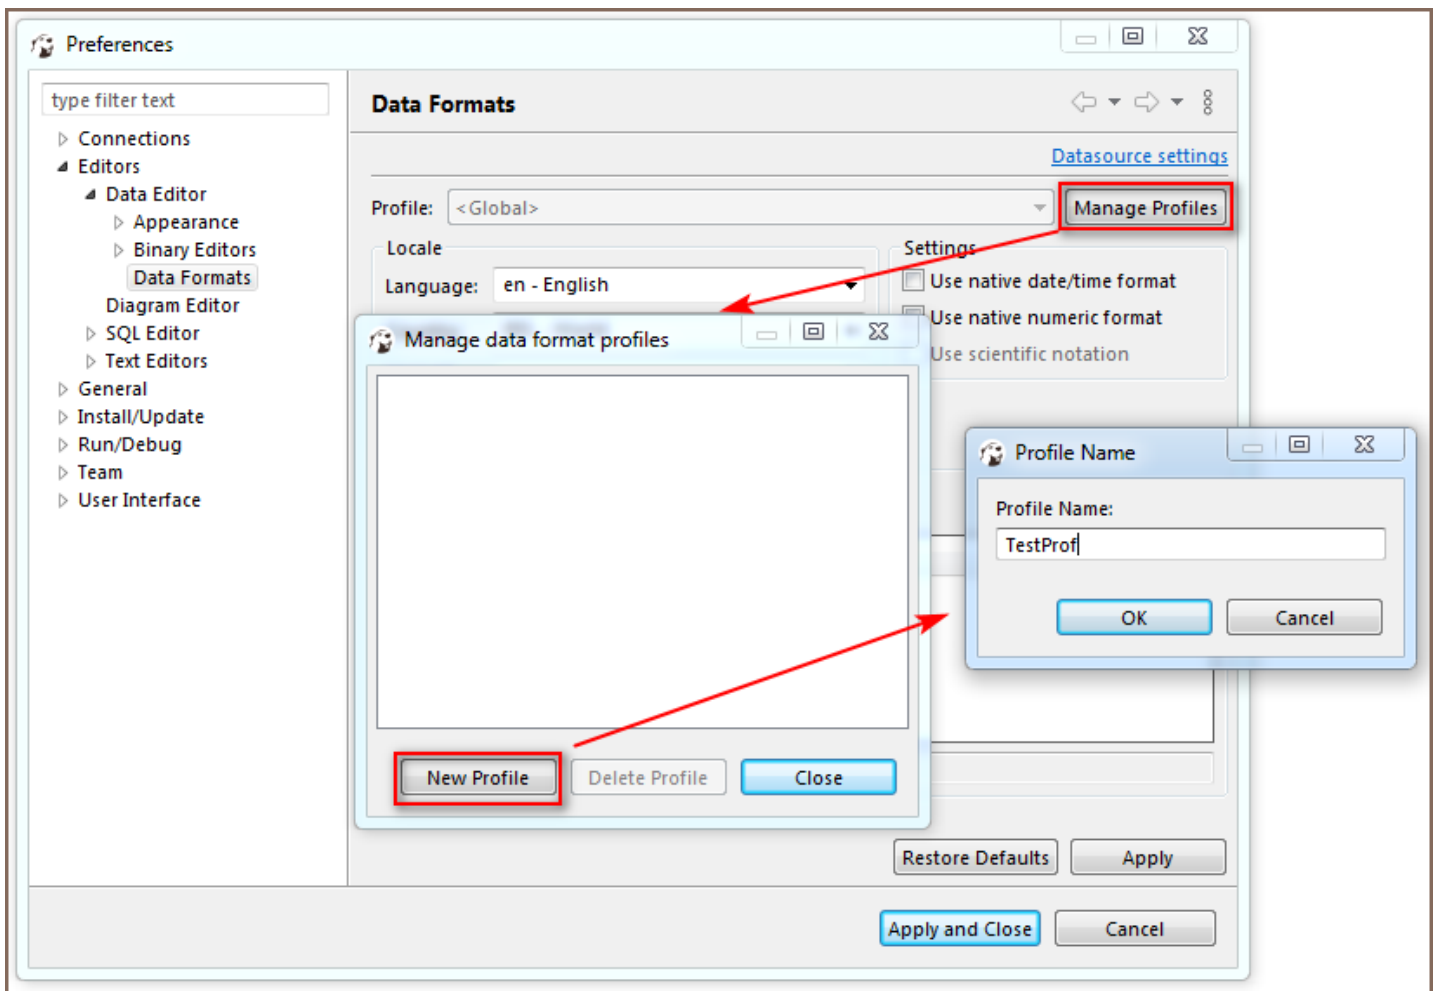 Preferences
type filter text
Connections
Editors
Data Editor
Appearance
Binary Editors
Data Formats
Diagram Editor
SQL Editor
Text Editors
General
Install/Update
Run/Debug
Team
User Interface
Data Formats
Datasource settings
Profile: <Global> Manage Profiles
Locale
Language: en - English
Settings
Use native date/time format
Use native numeric format
Use scientific notation
Manage data format profiles
New Profile Delete Profile Close
Profile Name
Profile Name:
TestProf
OK Cancel
Restore Defaults Apply
Apply and Close Cancel